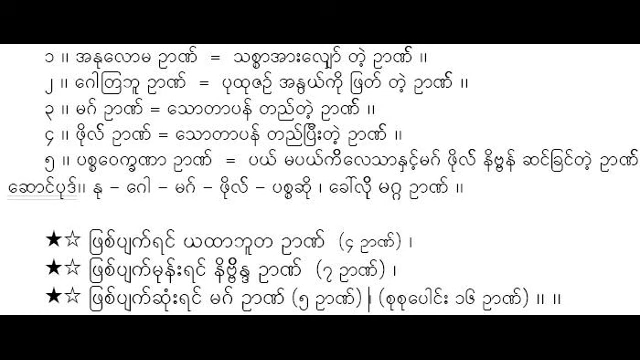 ၁ ။ အနုလောမ ဉာဏ် = သစ္စာအားလျော် တဲ့ ဉာဏ် ။
၂ ။ ဂေါတြဘူ ဉာဏ် = ပုထုဇဉ် အနွယ်ကို ဖြတ် တဲ့ ဉာဏ် ။
၃ ။ မဂ် ဉာဏ် = သောတာပန် တည်တဲ့ ဉာဏ် ။
၄ ။ ဖိုလ် ဉာဏ် = သောတာပန် တည်ပြီးတဲ့ ဉာဏ် ။
၅ ။ ပစ္စဝေက္ခဏာ ဉာဏ် = ပယ် မပယ်ကိလေသာနှင့်မဂ် ဖိုလ် နိဗ္ဗာန် ဆင်ခြင်တဲ့ ဉာဏ်
ဆောင်ပုဒ်။ နု – ဂေါ – မဂ် – ဖိုလ် – ပစ္စဆို ၊ ခေါ်လို မဂ္ဂ ဉာဏ် ။
★☆ ဖြစ်ပျက်ရင် ယထာဘူတ ဉာဏ် (၄ ဉာဏ်) ၊
★☆ ဖြစ်ပျက်မုန်းရင် နိဗ္ဗိန္ဒ ဉာဏ် (၇ ဉာဏ်) ၊
★☆ ဖြစ်ပျက်ဆုံးရင် မဂ် ဉာဏ် (၅ ဉာဏ်) ၊ (စုစုပေါင်း ၁၆ ဉာဏ်) ။ ။